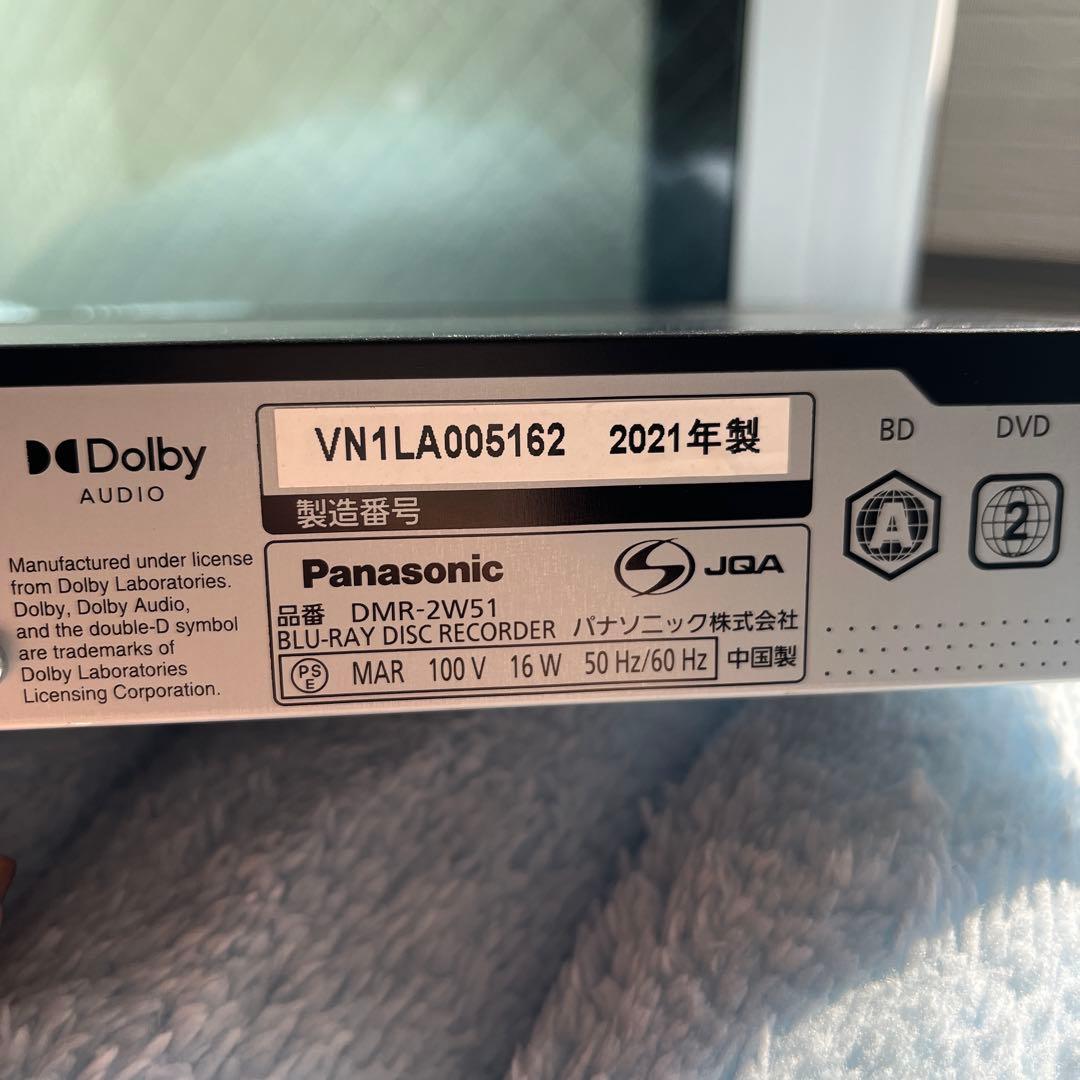 Dolby
AUDIO
Manufactured under license
from Dolby Laboratories.
Dolby, Dolby Audio,
and the double-D symbol
are trademarks of
Dolby Laboratories
Licensing Corporation.
VN1LA005162 2021年製
製造番号
Panasonic
JQA
品番 DMR-2W51
BLU-RAY DISC RECORDER パナソニック株式会社
PSE MAR 100 V 16 W 50 Hz/60 Hz 中国製
BD DVD
A 2